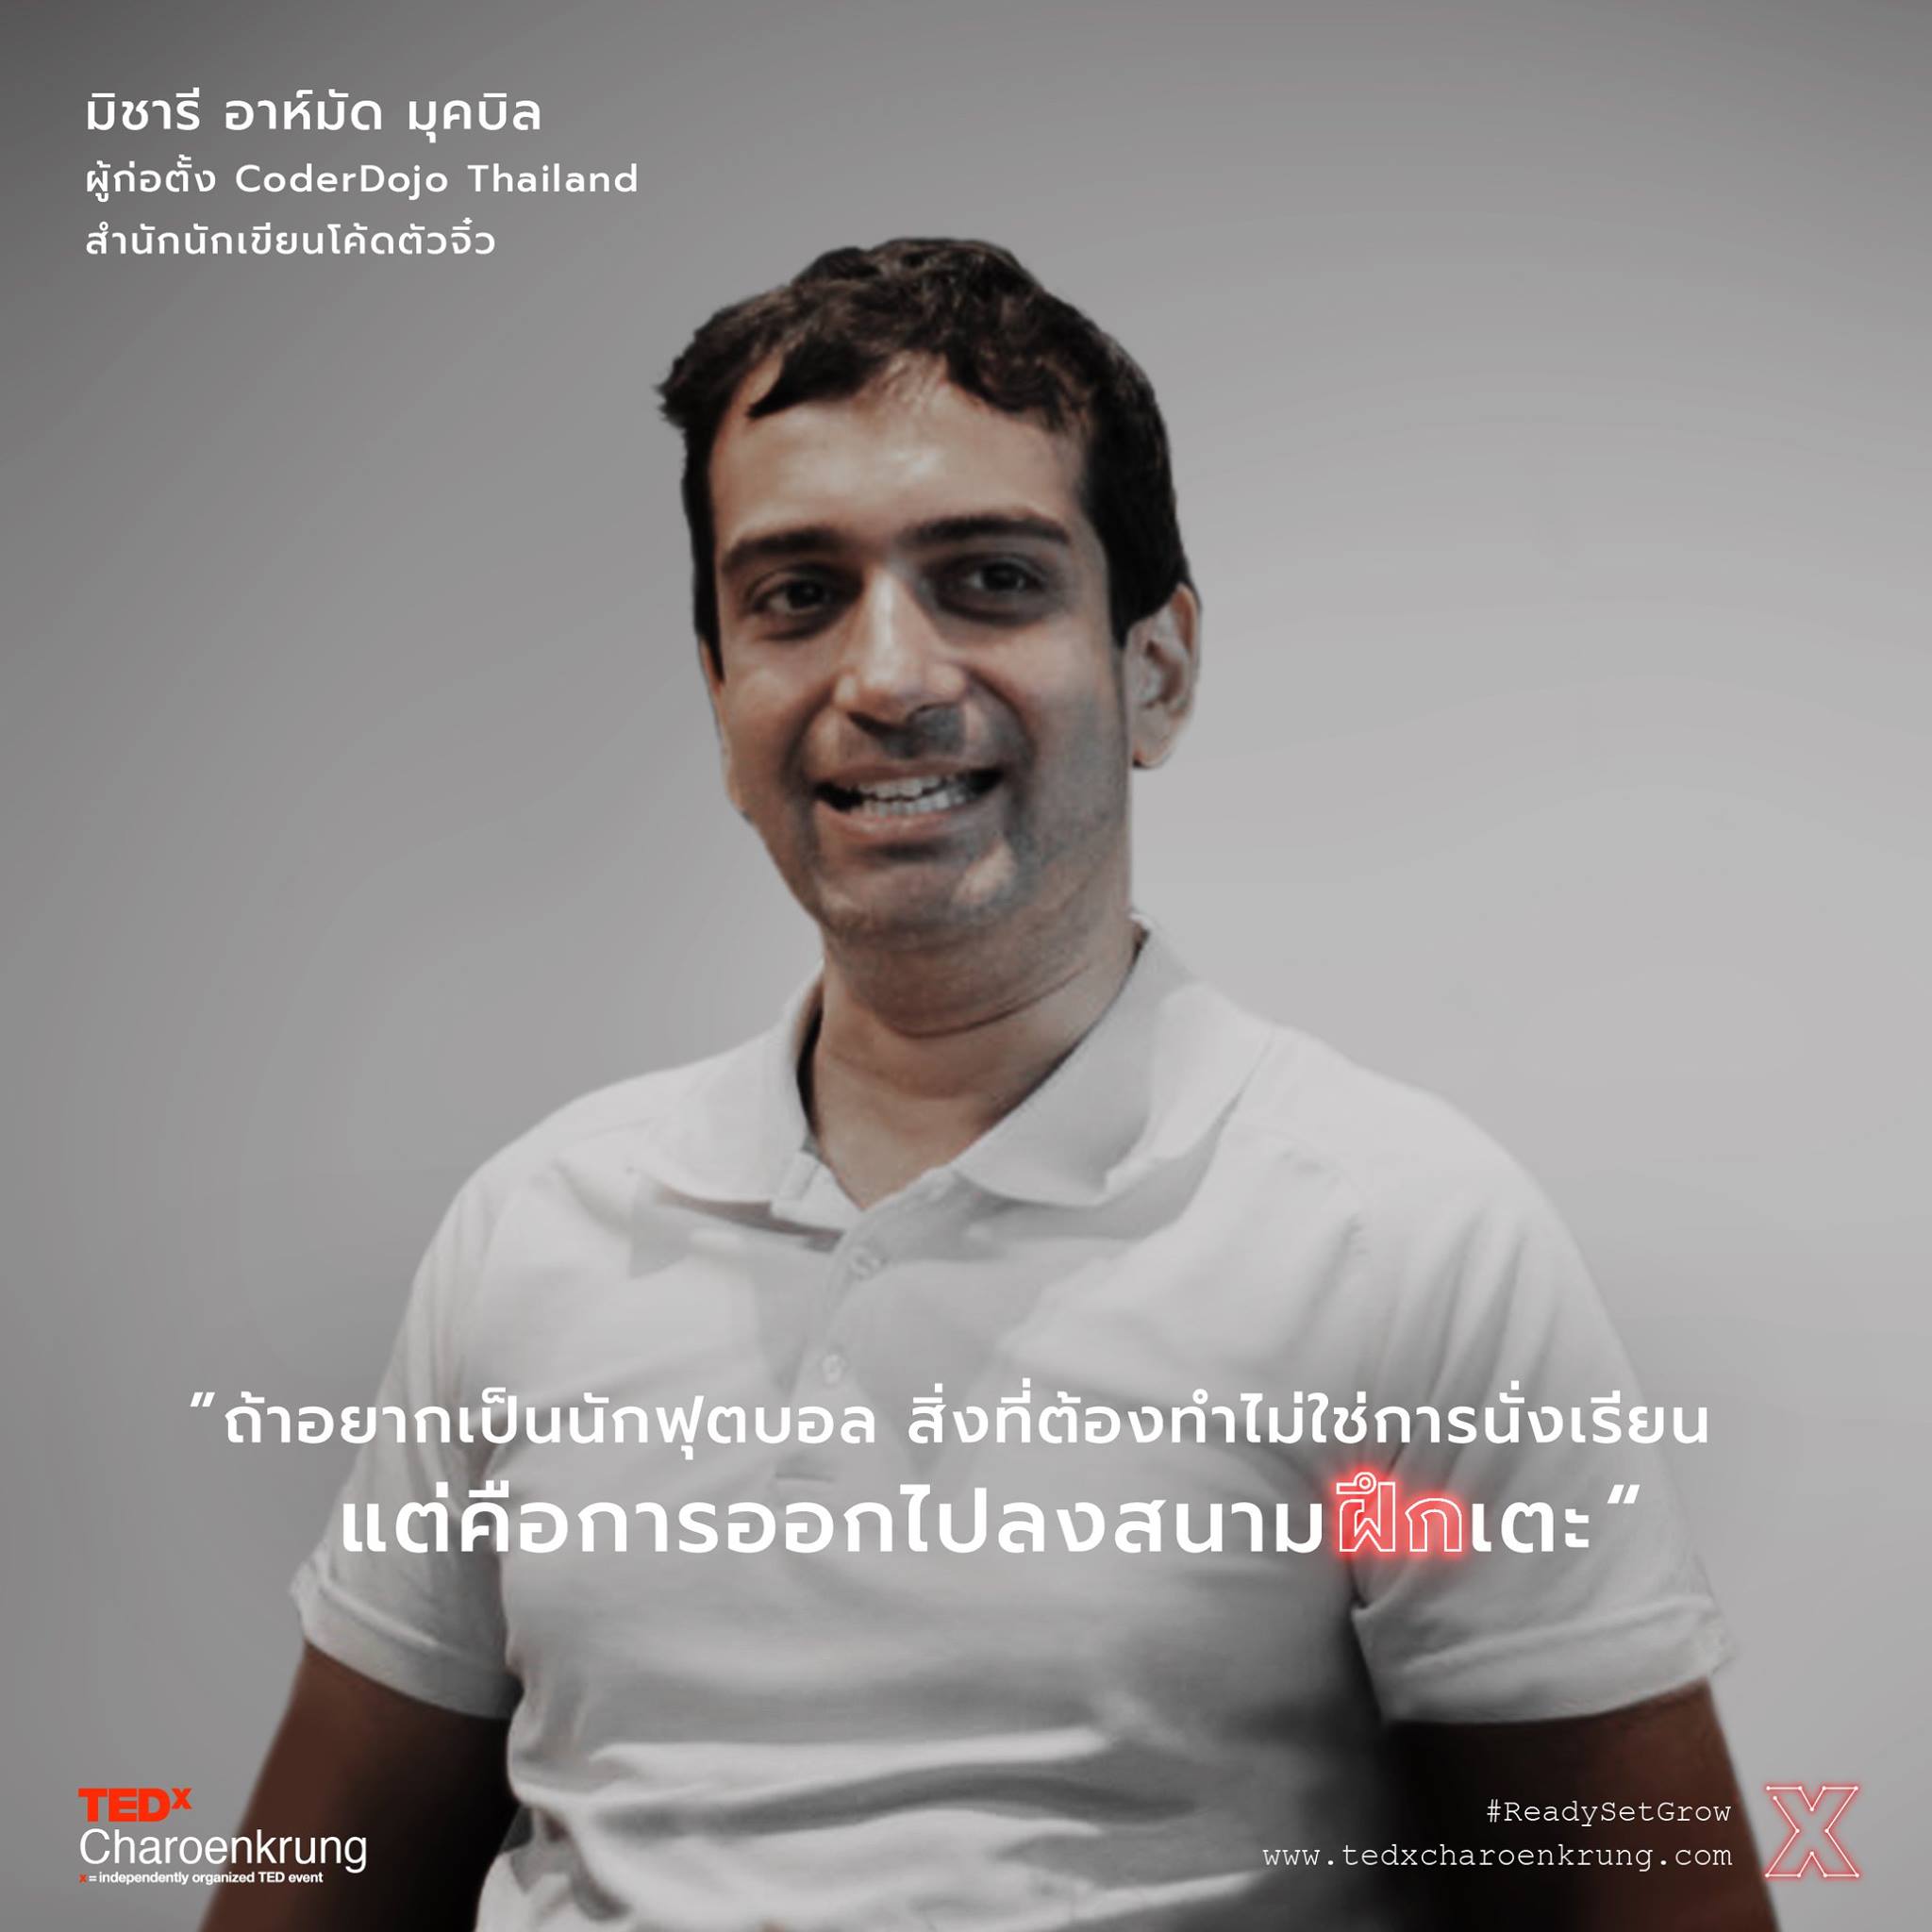 มิชารี อาห์มัด มุคบิล
ผู้ก่อตั้ง CoderDojo Thailand
สำนักนักเขียนโค้ดตัวจิ๋ว
“ถ้าอยากเป็นนักฟุตบอล สิ่งที่ต้องทำไม่ใช่การนั่งเรียน
แต่คือการออกไปลงสนามฝึกเตะ“
TEDx
Charoenkrung
x = independently organized TED event
#ReadySetGrow
www.tedxcharoenkrung.com
X